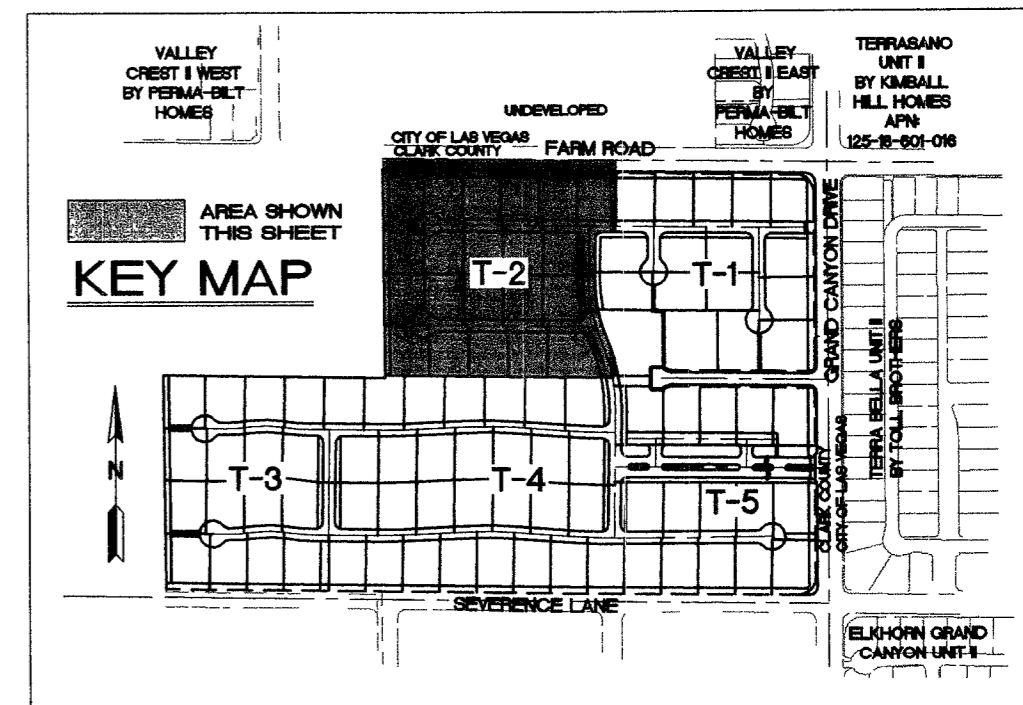 VALLEY
CREST II WEST
BY PERMA-BILT
HOMES
VALLEY
CREST II EAST
BY
PERMA-BILT
HOMES
TERRASANO
UNIT II
BY KIMBALL
HILL HOMES
APN:
125-18-601-016
UNDEVELOPED
CITY OF LAS VEGAS
CLARK COUNTY
FARM ROAD
AREA SHOWN
THIS SHEET
KEY MAP
T-2
T-1
GRAND CANYON DRIVE
TERRA BELLA UNIT II
BY TOLL BROTHERS
N
T-3
T-4
T-5
CLARK COUNTY
CITY OF LAS VEGAS
SEVERENCE LANE
ELKHORN GRAND
CANYON UNIT II